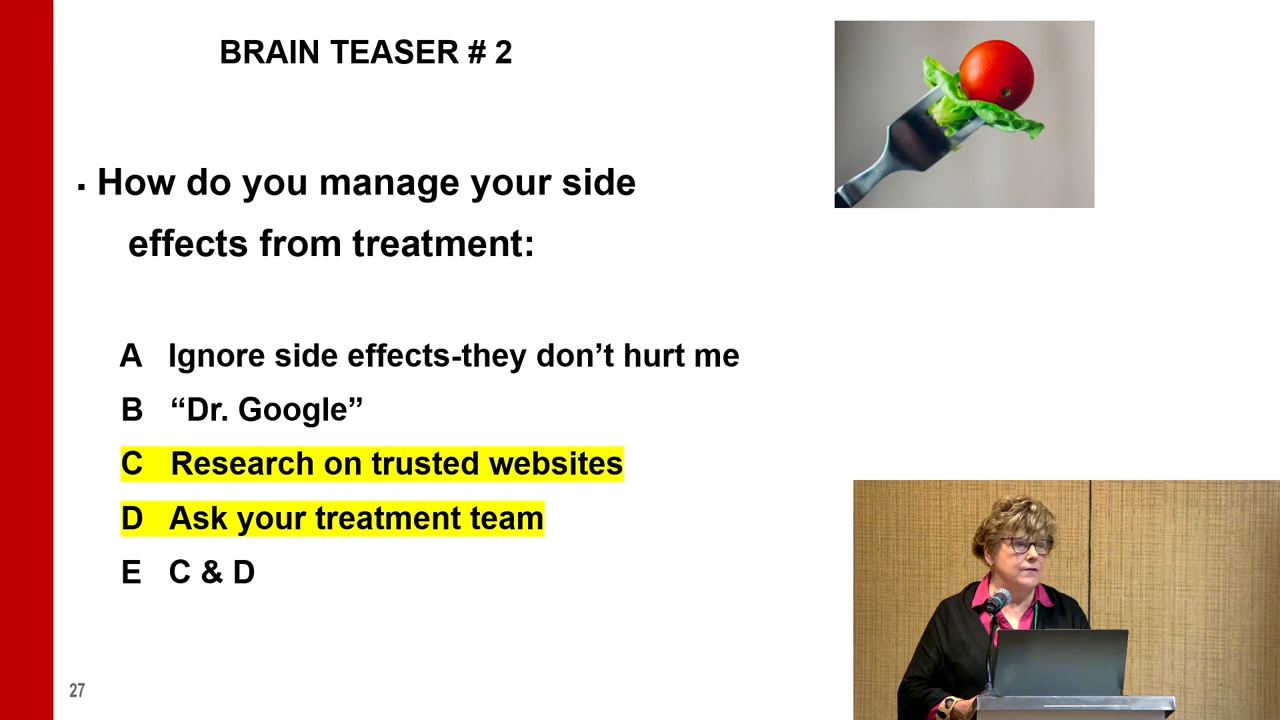 BRAIN TEASER # 2
▪ How do you manage your side
effects from treatment:
A Ignore side effects-they don’t hurt me
B “Dr. Google”
C Research on trusted websites
D Ask your treatment team
E C & D
27